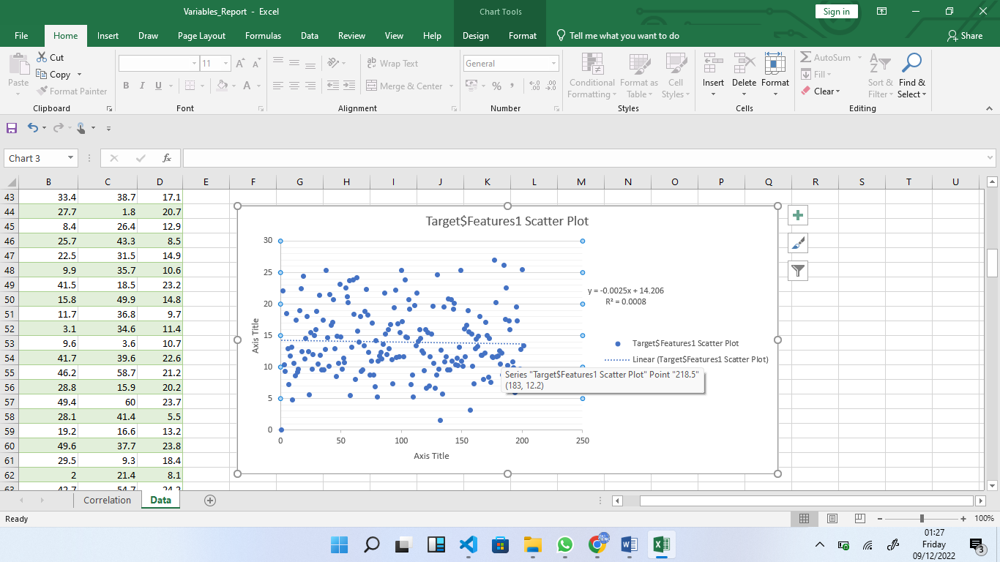 Variables_Report - Excel
Chart Tools
Sign in
File Home Insert Draw Page Layout Formulas Data Review View Help Design Format Tell me what you want to do Share
Paste
Cut
Copy
Format Painter
Clipboard
11
A A
B I U A
Font
ab Wrap Text
Merge & Center
Alignment
General
% , .0 .00
Number
Conditional Formatting
Format as Table
Cell Styles
Styles
Insert Delete Format
Cells
AutoSum
Fill
Clear
Sort & Filter
Find & Select
Editing
Chart 3 fx
B C D E F G H I J K L M N O P Q R S T U
43 33.4 38.7 17.1
44 27.7 1.8 20.7
45 8.4 26.4 12.9
46 25.7 43.3 8.5
47 22.5 31.5 14.9
48 9.9 35.7 10.6
49 41.5 18.5 23.2
50 15.8 49.9 14.8
51 11.7 36.8 9.7
52 3.1 34.6 11.4
53 9.6 3.6 10.7
54 41.7 39.6 22.6
55 46.2 58.7 21.2
56 28.8 15.9 20.2
57 49.4 60 23.7
58 28.1 41.4 5.5
59 19.2 16.6 13.2
60 49.6 37.7 23.8
61 29.5 9.3 18.4
62 2 21.4 8.1
63 42.7 54.7 24.2
Target$Features1 Scatter Plot
30
25
20
15
10
5
0
0 50 100 150 200 250
Axis Title
Axis Title
y = -0.0025x + 14.206
R² = 0.0008
Target$Features1 Scatter Plot
Linear (Target$Features1 Scatter Plot)
Series "Target$Features1 Scatter Plot" Point "218.5"
(183, 12.2)
Correlation Data
Ready
100%
01:27
Friday
09/12/2022
3